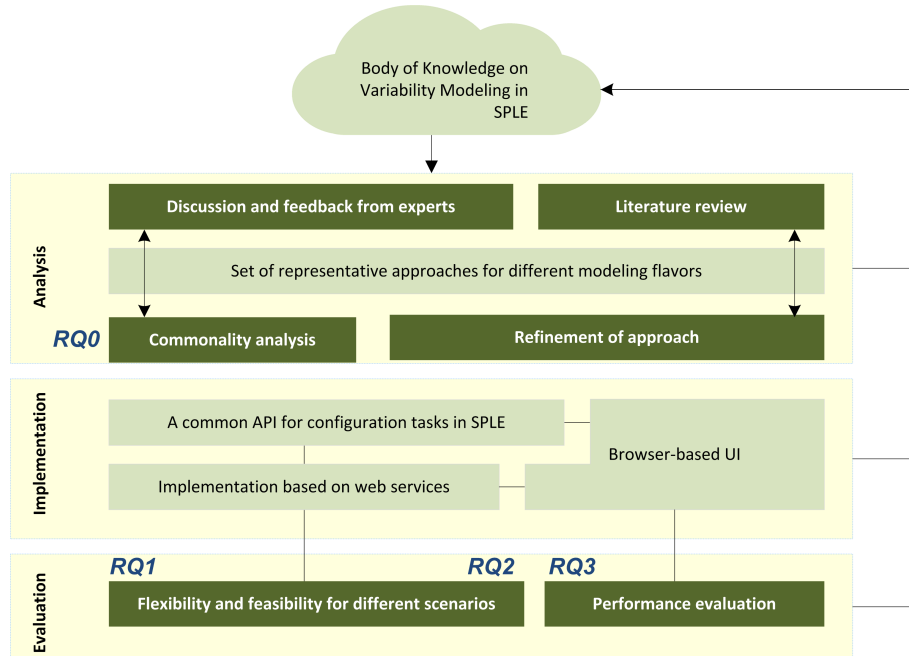 Body of Knowledge on
Variability Modeling in
SPLE
Analysis
Discussion and feedback from experts
Literature review
Set of representative approaches for different modeling flavors
RQ0
Commonality analysis
Refinement of approach
Implementation
A common API for configuration tasks in SPLE
Browser-based UI
Implementation based on web services
Evaluation
RQ1
RQ2
RQ3
Flexibility and feasibility for different scenarios
Performance evaluation